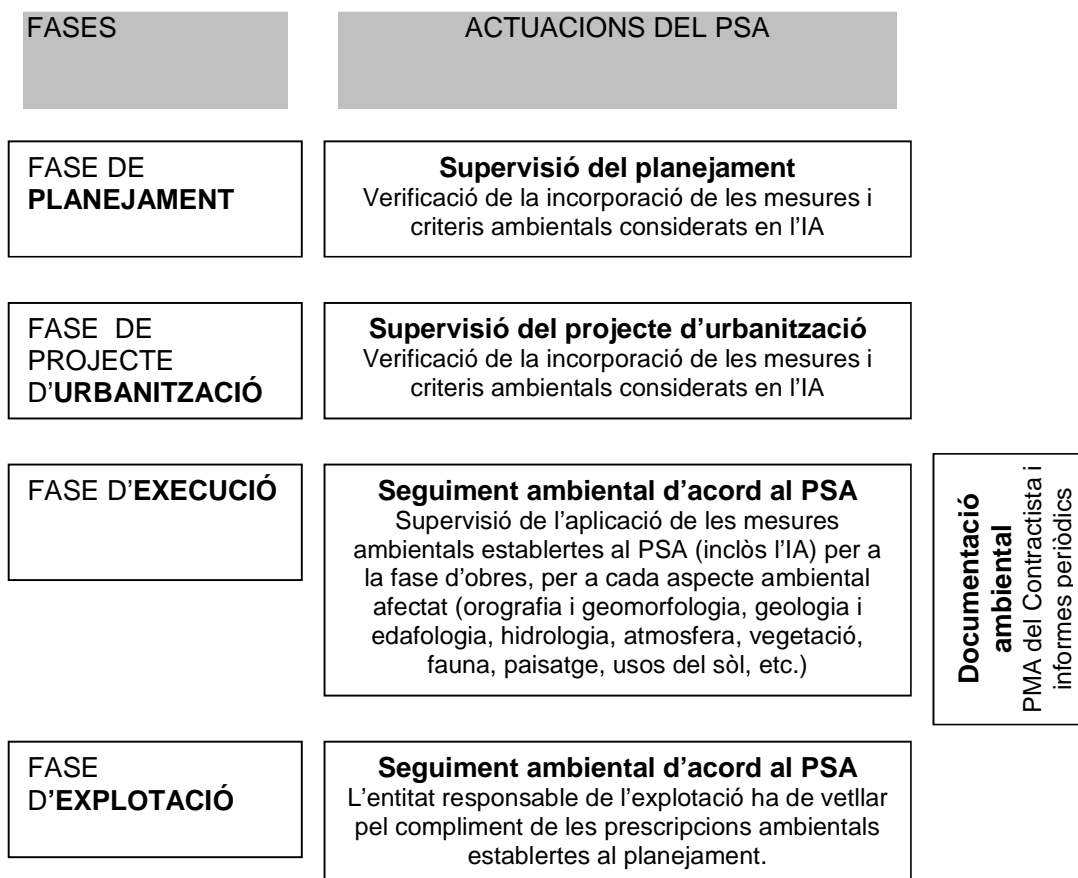 FASES
ACTUACIONS DEL PSA
FASE DE
PLANEJAMENT
Supervisió del planejament
Verificació de la incorporació de les mesures i
criteris ambientals considerats en l’IA
FASE DE
PROJECTE
D’URBANITZACIÓ
Supervisió del projecte d’urbanització
Verificació de la incorporació de les mesures i
criteris ambientals considerats en l’IA
FASE D’EXECUCIÓ
Seguiment ambiental d’acord al PSA
Supervisió de l’aplicació de les mesures
ambientals establertes al PSA (inclòs l’IA) per a
la fase d’obres, per a cada aspecte ambiental
afectat (orografia i geomorfologia, geologia i
edafologia, hidrologia, atmosfera, vegetació,
fauna, paisatge, usos del sòl, etc.)
Documentació
ambiental
PMA del Contractista i
informes periòdics
FASE
D’EXPLOTACIÓ
Seguiment ambiental d’acord al PSA
L’entitat responsable de l’explotació ha de vetllar
pel compliment de les prescripcions ambientals
establertes al planejament.